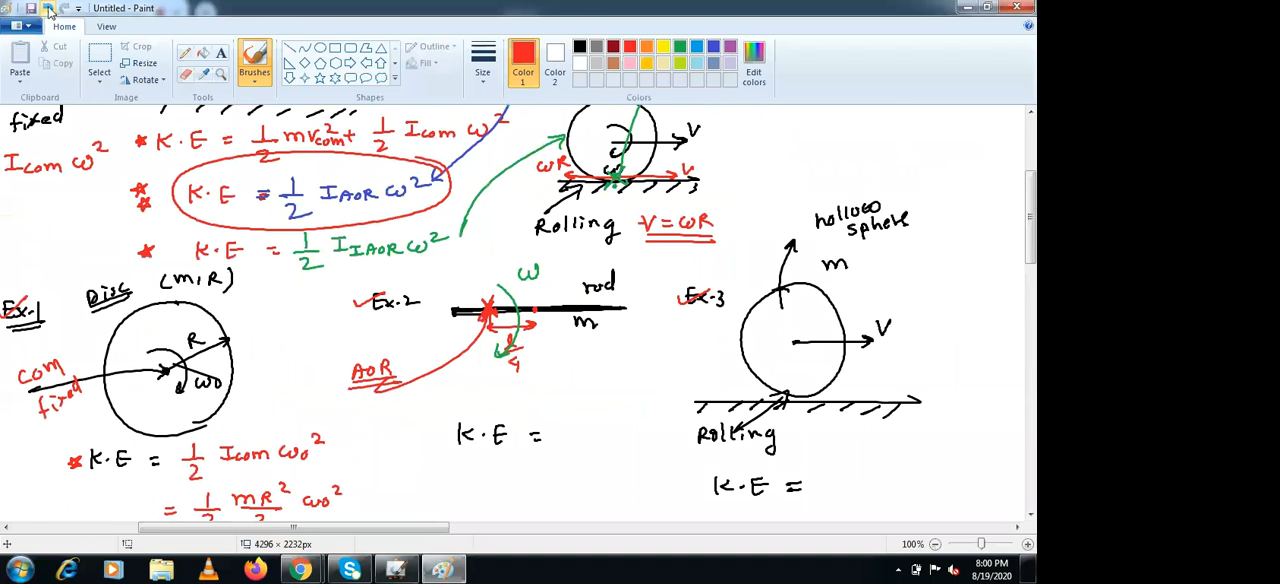 Untitled - Paint
Home
View
Paste
Cut
Copy
Clipboard
Select
Crop
Resize
Rotate
Image
Tools
Brushes
Shapes
Outline
Fill
Size
Color 1
Color 2
Edit colors
Colors
fixed
I com ω²
* K.E = 1/2 mv²com + 1/2 Icom ω²
** K.E = 1/2 I AOR ω²
* K.E = 1/2 I IAOR ω²
ωR
ω
V
V
Rolling V = ωR
hollow sphere
m
Ex-1
Disc (m,R)
R
ω₀
com fixed
* K.E = 1/2 Icom ω₀²
= 1/2 mR²/2 ω₀²
Ex-2
ω
rod
m
l/4
AOR
K.E =
Ex-3
V
Rolling
K.E =
4296 × 2232px
100%
8:00 PM
8/19/2020